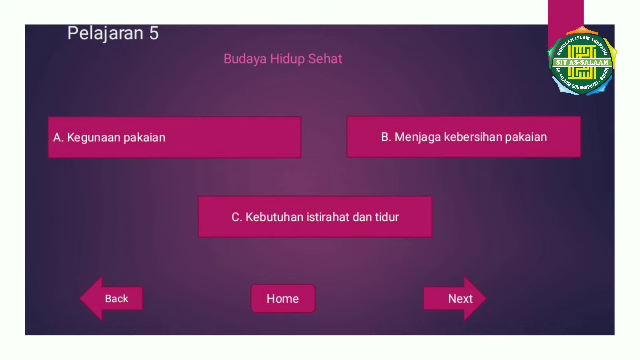 Pelajaran 5
Budaya Hidup Sehat
SIT AS-SALAAM
A. Kegunaan pakaian
B. Menjaga kebersihan pakaian
C. Kebutuhan istirahat dan tidur
Back
Home
Next